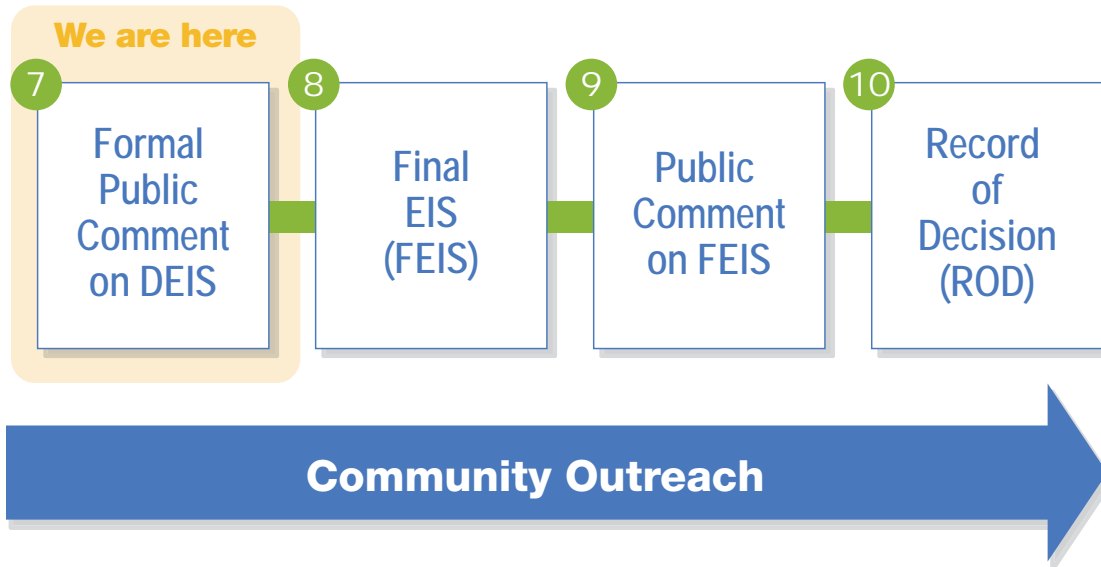 We are here
7
Formal
Public
Comment
on DEIS
8
Final
EIS
(FEIS)
9
Public
Comment
on FEIS
10
Record
of
Decision
(ROD)
Community Outreach